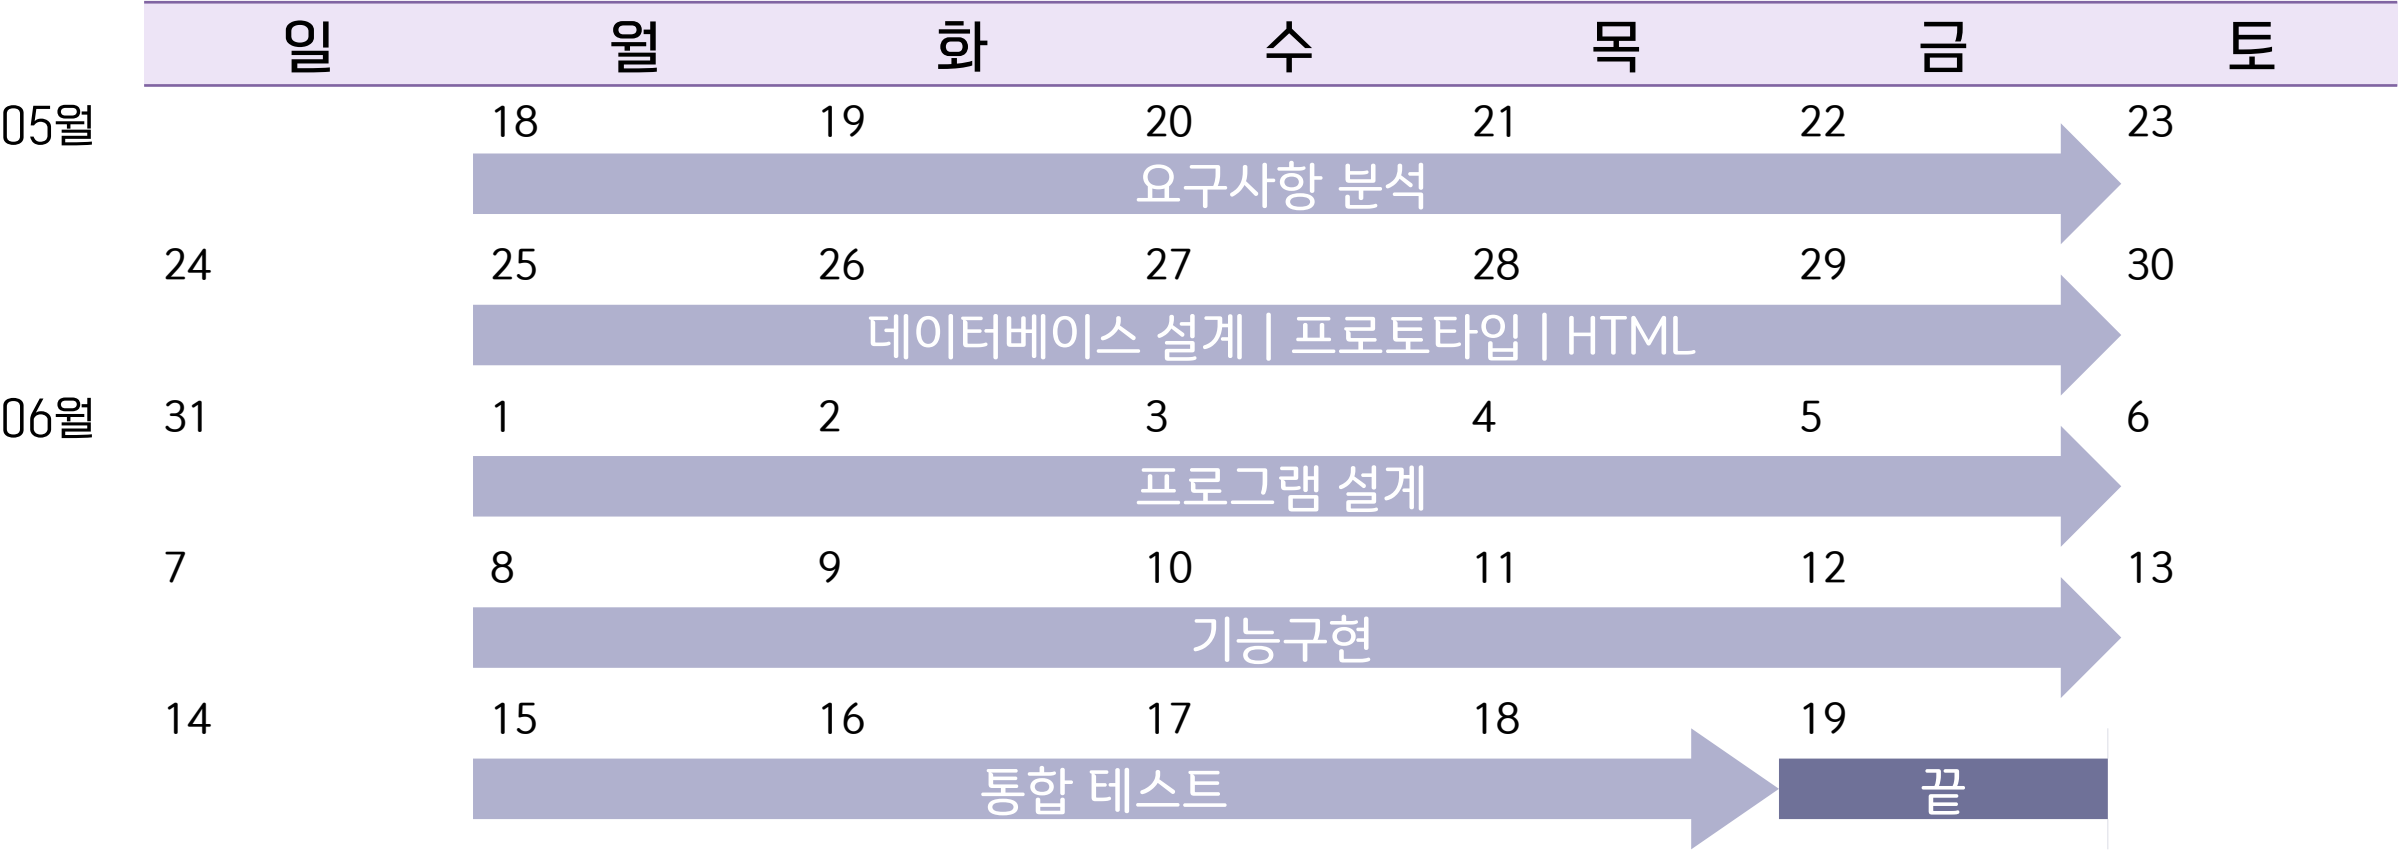 일 월 화 수 목 금 토
05월 18 19 20 21 22 23
요구사항 분석
24 25 26 27 28 29 30
데이터베이스 설계 | 프로토타입 | HTML
06월 31 1 2 3 4 5 6
프로그램 설계
7 8 9 10 11 12 13
기능구현
14 15 16 17 18 19
통합 테스트 끝